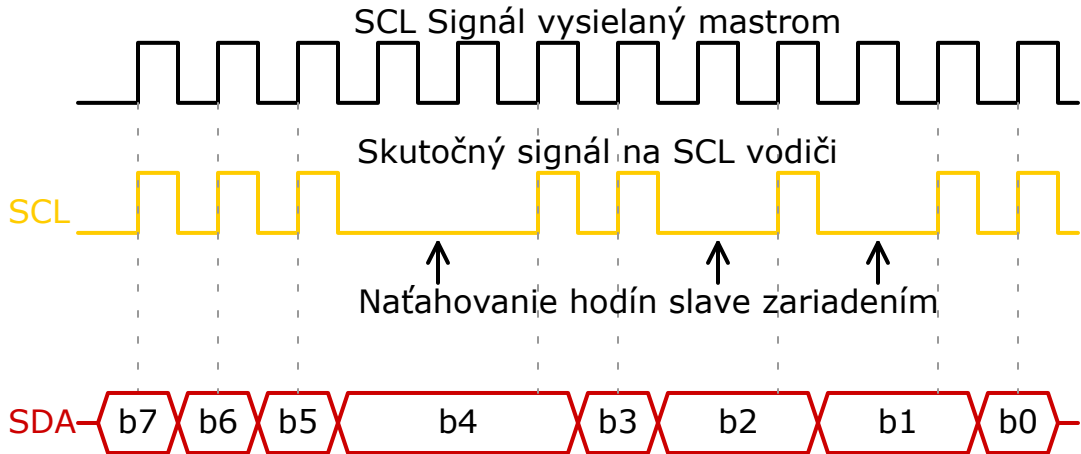 SCL Signál vysielaný mastrom
Skutočný signál na SCL vodiči
SCL
Naťahovanie hodín slave zariadením
SDA b7 b6 b5 b4 b3 b2 b1 b0